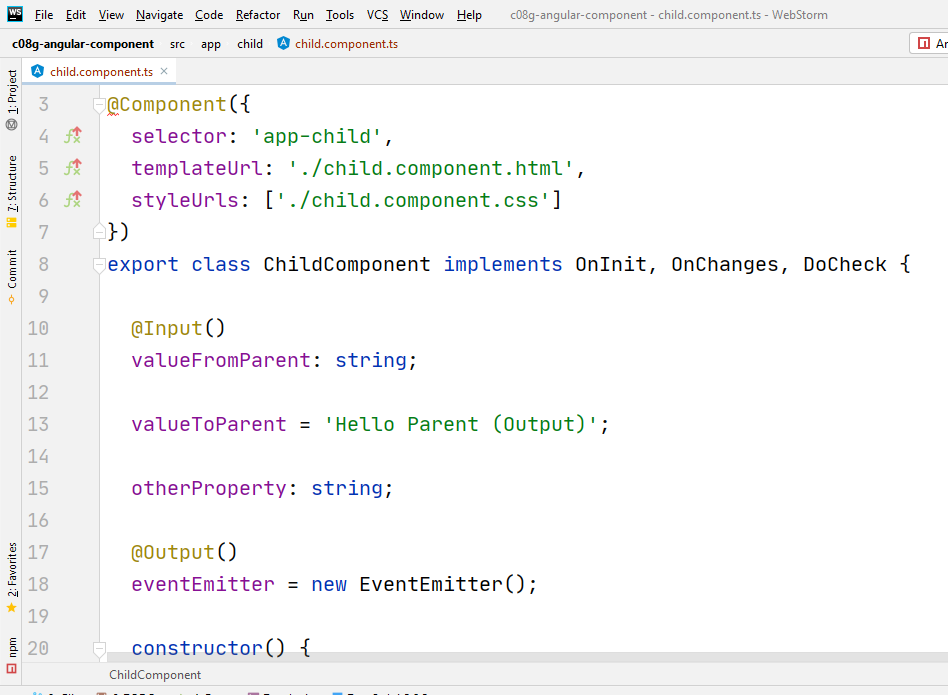 WS File Edit View Navigate Code Refactor Run Tools VCS Window Help c08g-angular-component - child.component.ts - WebStorm
c08g-angular-component src app child child.component.ts
child.component.ts
1: Project
7: Structure
Commit
2: Favorites
npm
3 @Component({
4 selector: 'app-child',
5 templateUrl: './child.component.html',
6 styleUrls: ['./child.component.css']
7 })
8 export class ChildComponent implements OnInit, OnChanges, DoCheck {
9
10 @Input()
11 valueFromParent: string;
12
13 valueToParent = 'Hello Parent (Output)';
14
15 otherProperty: string;
16
17 @Output()
18 eventEmitter = new EventEmitter();
19
20 constructor() {
ChildComponent